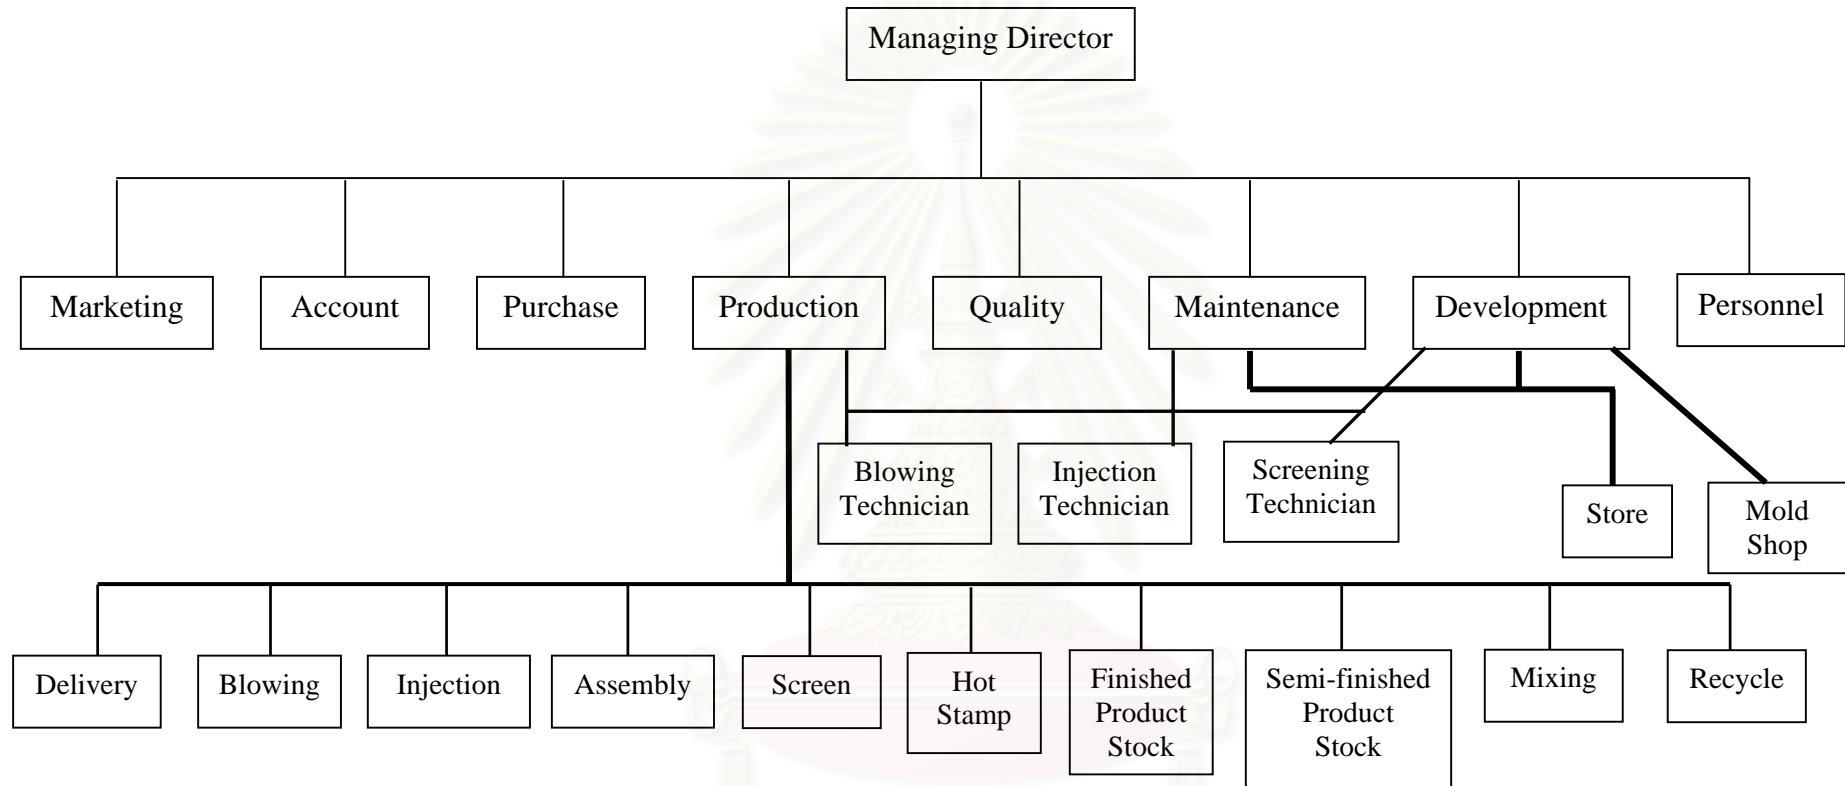 Managing Director
Marketing
Account
Purchase
Production
Quality
Maintenance
Development
Personnel
Blowing
Technician
Injection
Technician
Screening
Technician
Store
Mold
Shop
Delivery
Blowing
Injection
Assembly
Screen
Hot
Stamp
Finished
Product
Stock
Semi-finished
Product
Stock
Mixing
Recycle